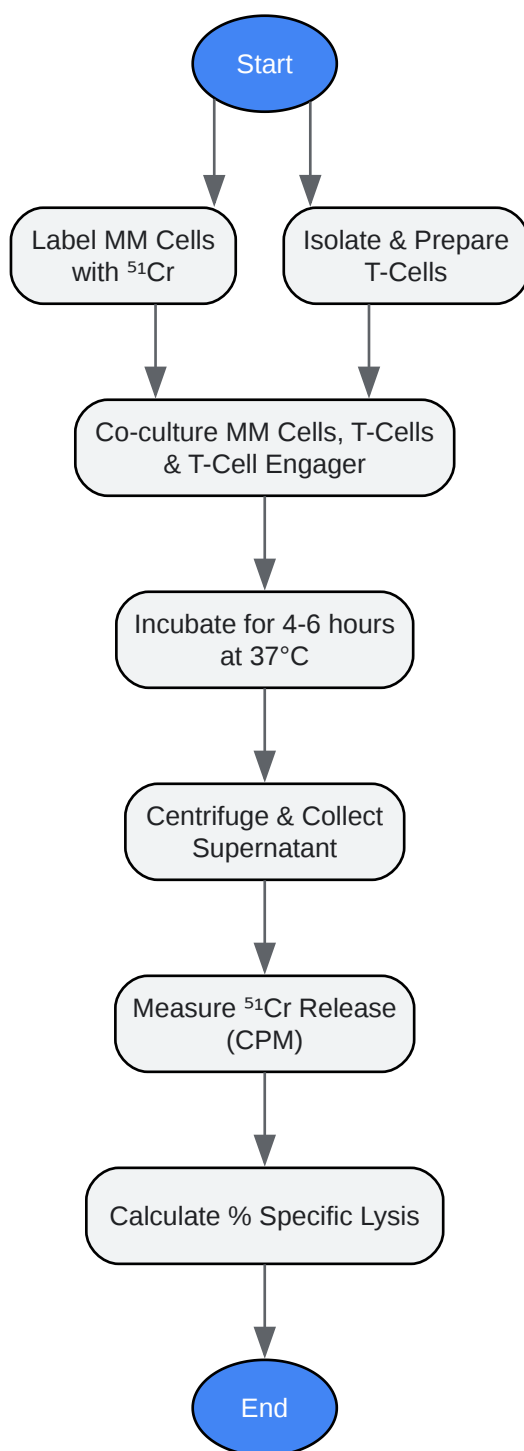 Start
Label MM Cells
with ⁵¹Cr
Isolate & Prepare
T-Cells
Co-culture MM Cells, T-Cells
& T-Cell Engager
Incubate for 4-6 hours
at 37°C
Centrifuge & Collect
Supernatant
Measure ⁵¹Cr Release
(CPM)
Calculate % Specific Lysis
End